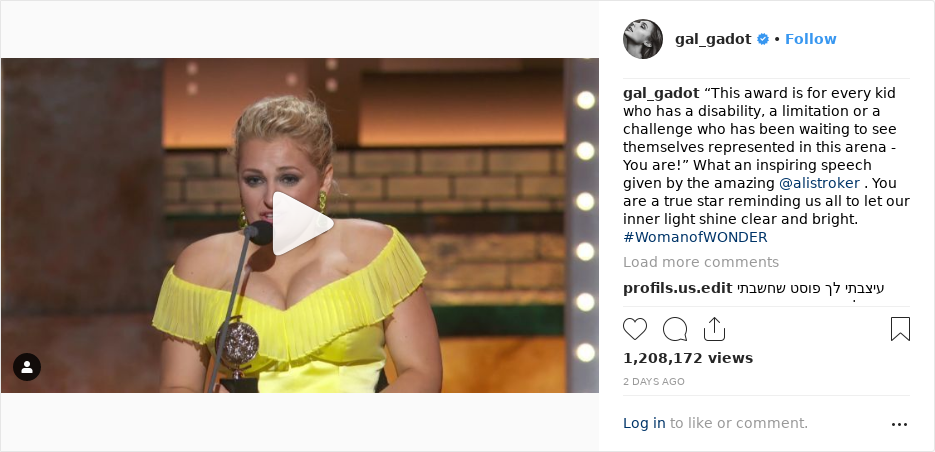 gal_gadot • Follow
gal_gadot “This award is for every kid
who has a disability, a limitation or a
challenge who has been waiting to see
themselves represented in this arena -
You are!” What an inspiring speech
given by the amazing @alistroker . You
are a true star reminding us all to let our
inner light shine clear and bright.
#WomanofWONDER
Load more comments
profils.us.edit עיצבתי לך פוסט שחשבתי
1,208,172 views
2 DAYS AGO
Log in to like or comment.